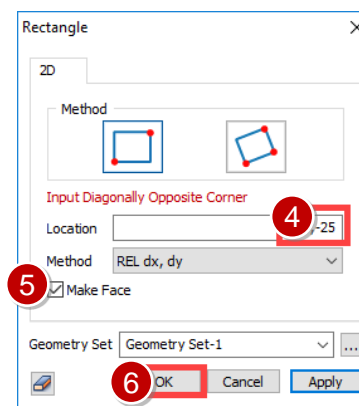 Rectangle
2D
Method
Input Diagonally Opposite Corner
4
Location
,-25
Method
REL dx, dy
5
Make Face
Geometry Set
Geometry Set-1
...
6
OK
Cancel
Apply